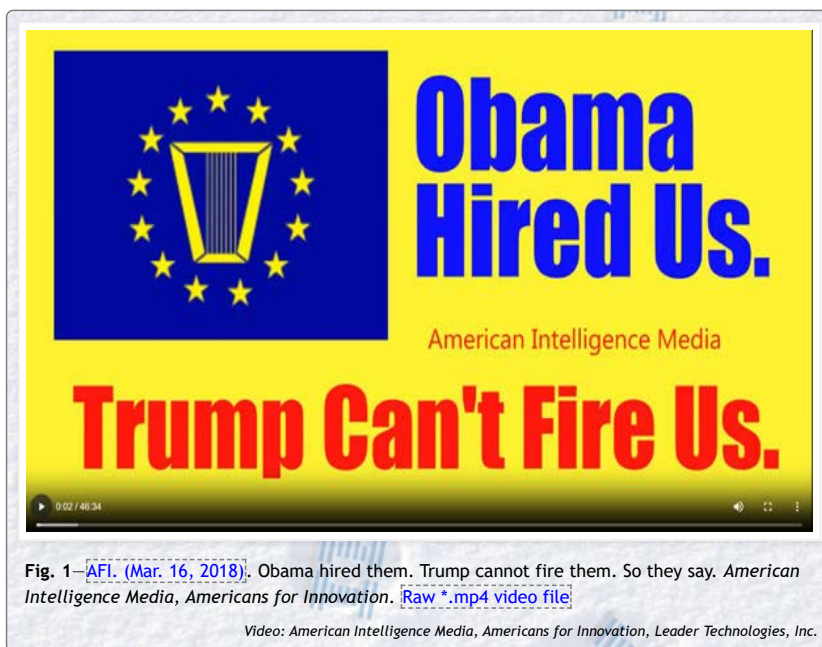 Obama
Hired Us.
American Intelligence Media
Trump Can't Fire Us.
0:02 / 46:34
Fig. 1—AFI. (Mar. 16, 2018). Obama hired them. Trump cannot fire them. So they say. American
Intelligence Media, Americans for Innovation. Raw *.mp4 video file
Video: American Intelligence Media, Americans for Innovation, Leader Technologies, Inc.